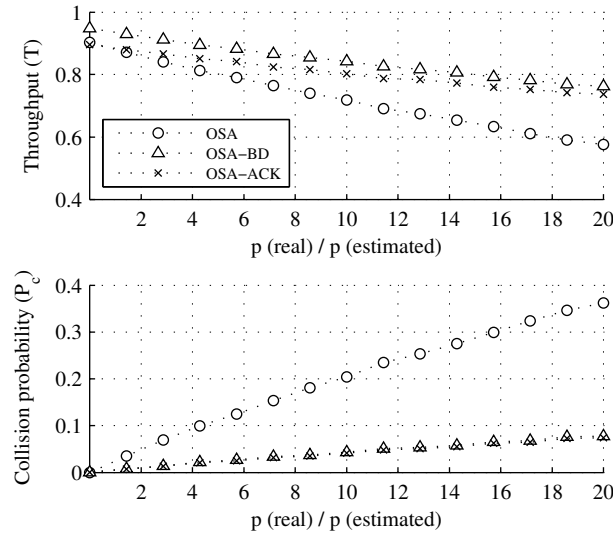 1
0.8
0.6
0.4
Throughput (T)
OSA
OSA-BD
OSA-ACK
2 4 6 8 10 12 14 16 18 20
p (real) / p (estimated)
0.4
0.3
0.2
0.1
0
Collision probability (P_c)
2 4 6 8 10 12 14 16 18 20
p (real) / p (estimated)